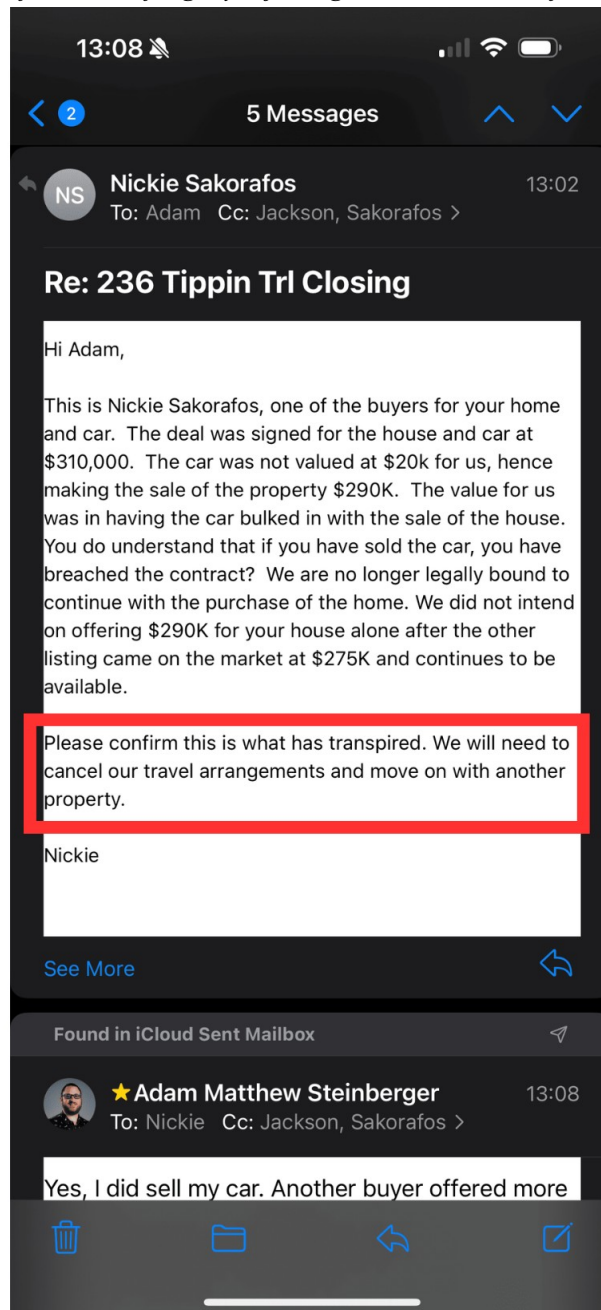 13:08
2
5 Messages
NS
Nickie Sakorafos
13:02
To: Adam Cc: Jackson, Sakorafos >
Re: 236 Tippin Trl Closing
Hi Adam,
This is Nickie Sakorafos, one of the buyers for your home
and car. The deal was signed for the house and car at
$310,000. The car was not valued at $20k for us, hence
making the sale of the property $290K. The value for us
was in having the car bulked in with the sale of the house.
You do understand that if you have sold the car, you have
breached the contract? We are no longer legally bound to
continue with the purchase of the home. We did not intend
on offering $290K for your house alone after the other
listing came on the market at $275K and continues to be
available.
Please confirm this is what has transpired. We will need to
cancel our travel arrangements and move on with another
property.
Nickie
See More
Found in iCloud Sent Mailbox
Adam Matthew Steinberger
13:08
To: Nickie Cc: Jackson, Sakorafos >
Yes, I did sell my car. Another buyer offered more